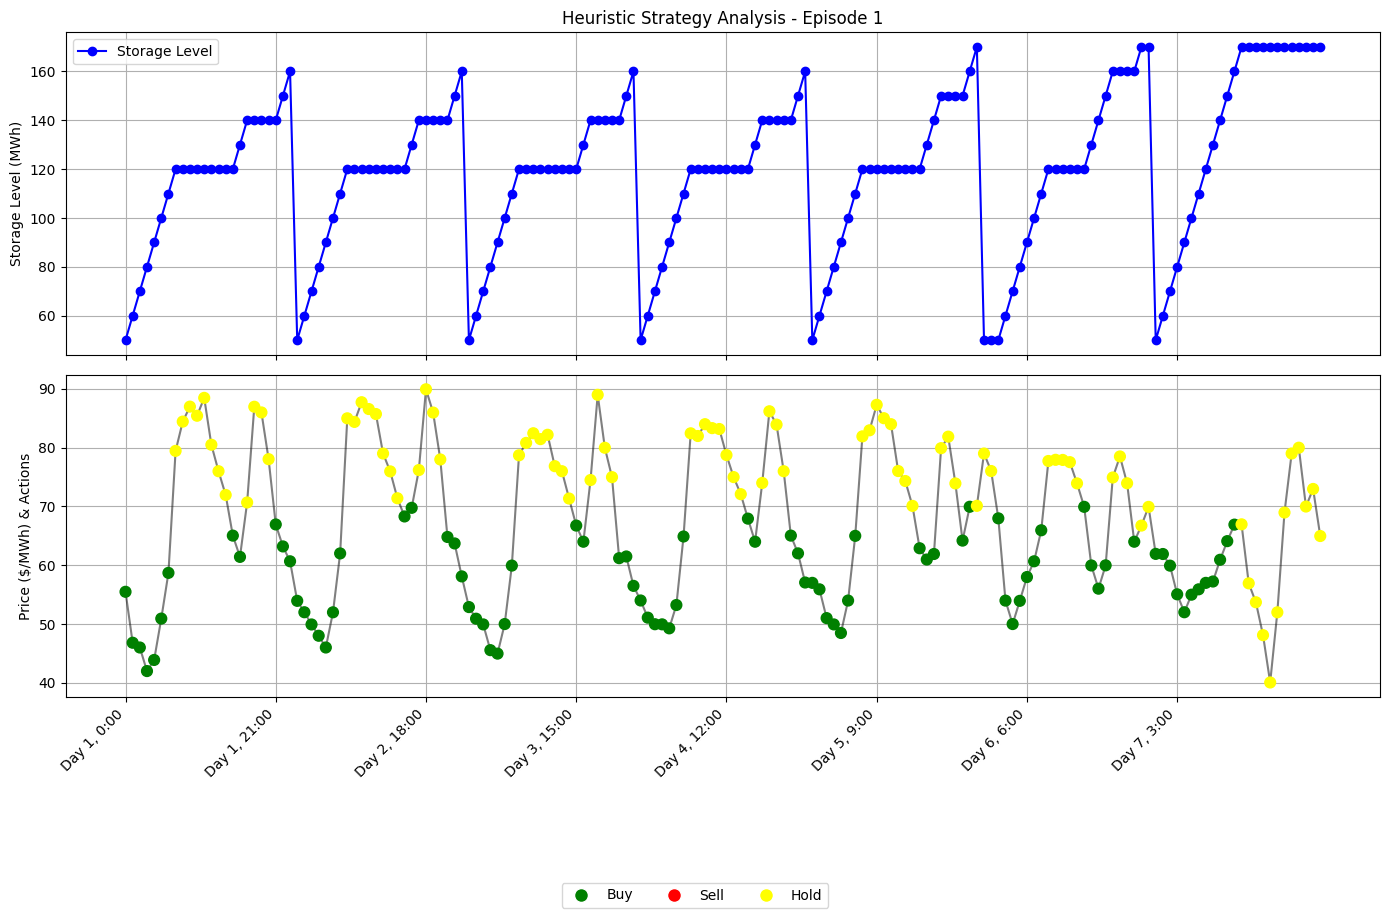 Heuristic Strategy Analysis - Episode 1
Storage Level
Storage Level (MWh)
160
140
120
100
80
60
Price ($/MWh) & Actions
90
80
70
60
50
40
Day 1, 0:00
Day 1, 21:00
Day 2, 18:00
Day 3, 15:00
Day 4, 12:00
Day 5, 9:00
Day 6, 6:00
Day 7, 3:00
Buy
Sell
Hold